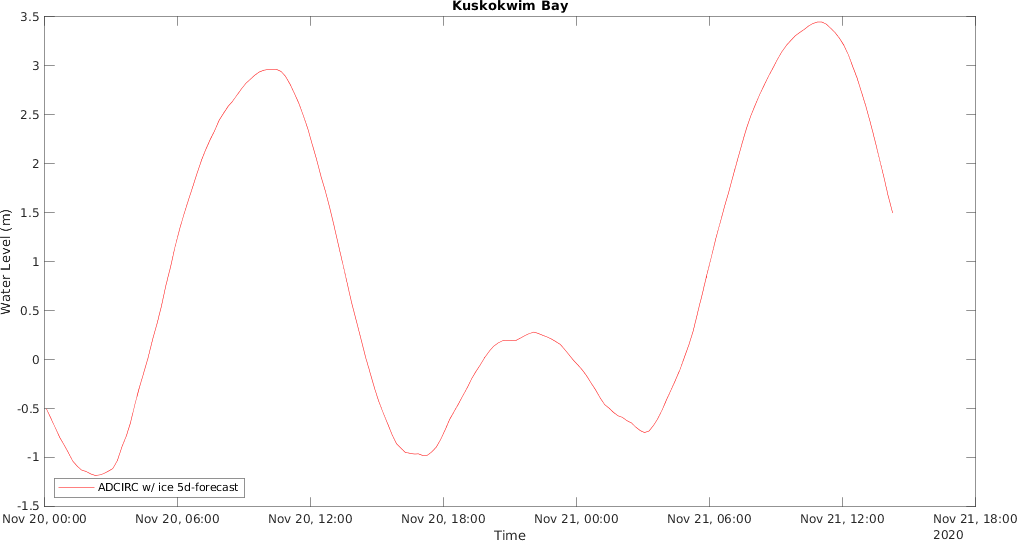 Kuskokwim Bay
3.5
3
2.5
2
1.5
1
0.5
0
-0.5
-1
-1.5
Water Level (m)
ADCIRC w/ ice 5d-forecast
Nov 20, 00:00 Nov 20, 06:00 Nov 20, 12:00 Nov 20, 18:00 Nov 21, 00:00 Nov 21, 06:00 Nov 21, 12:00 Nov 21, 18:00
Time
2020